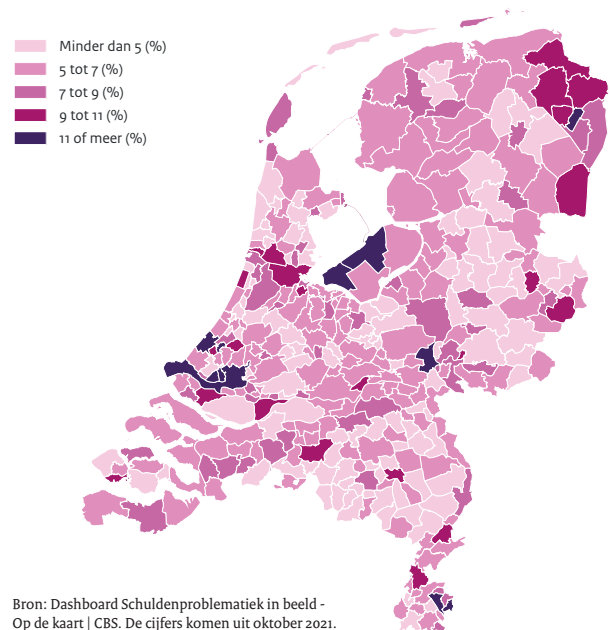 Minder dan 5 (%)
5 tot 7 (%)
7 tot 9 (%)
9 tot 11 (%)
11 of meer (%)
Bron: Dashboard Schuldenproblematiek in beeld -
Op de kaart | CBS. De cijfers komen uit oktober 2021.